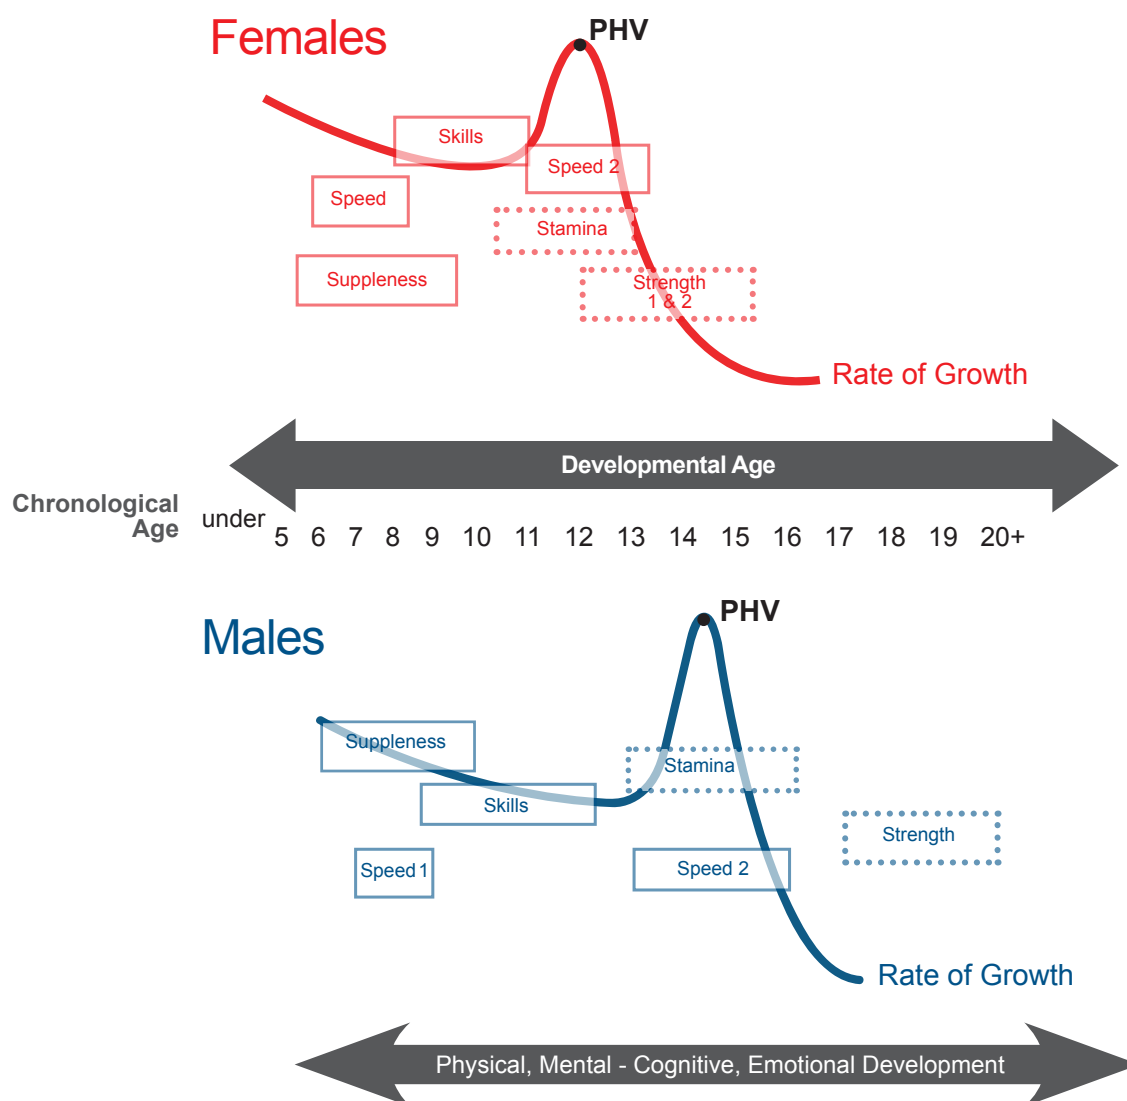 Females
PHV
Skills
Speed 2
Speed
Stamina
Suppleness
Strength
1 & 2
Rate of Growth
Developmental Age
Chronological
Age
under
5 6 7 8 9 10 11 12 13 14 15 16 17 18 19 20+
PHV
Males
Suppleness
Stamina
Skills
Strength
Speed 1
Speed 2
Rate of Growth
Physical, Mental - Cognitive, Emotional Development